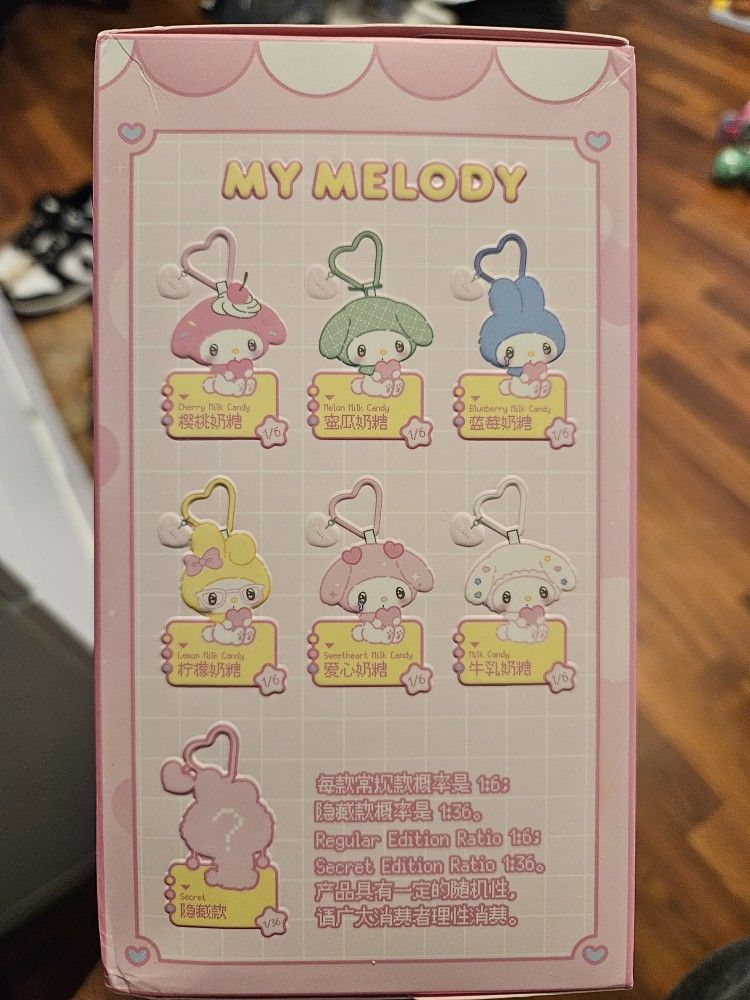 MY MELODY
Cherry Milk Candy
樱桃奶糖
1/6
Melon Milk Candy
蜜瓜奶糖
1/6
Blueberry Milk Candy
蓝莓奶糖
1/6
Lemon Milk Candy
柠檬奶糖
1/6
Sweetheart Milk Candy
爱心奶糖
1/6
Milk Candy
牛乳奶糖
1/6
?
Secret
隐藏款
1/36
每款常规款概率是 1:6;
隐藏款概率是 1:36。
Regular Edition Ratio 1:6;
Secret Edition Ratio 1:36。
产品具有一定的随机性,
请广大消费者理性消费。